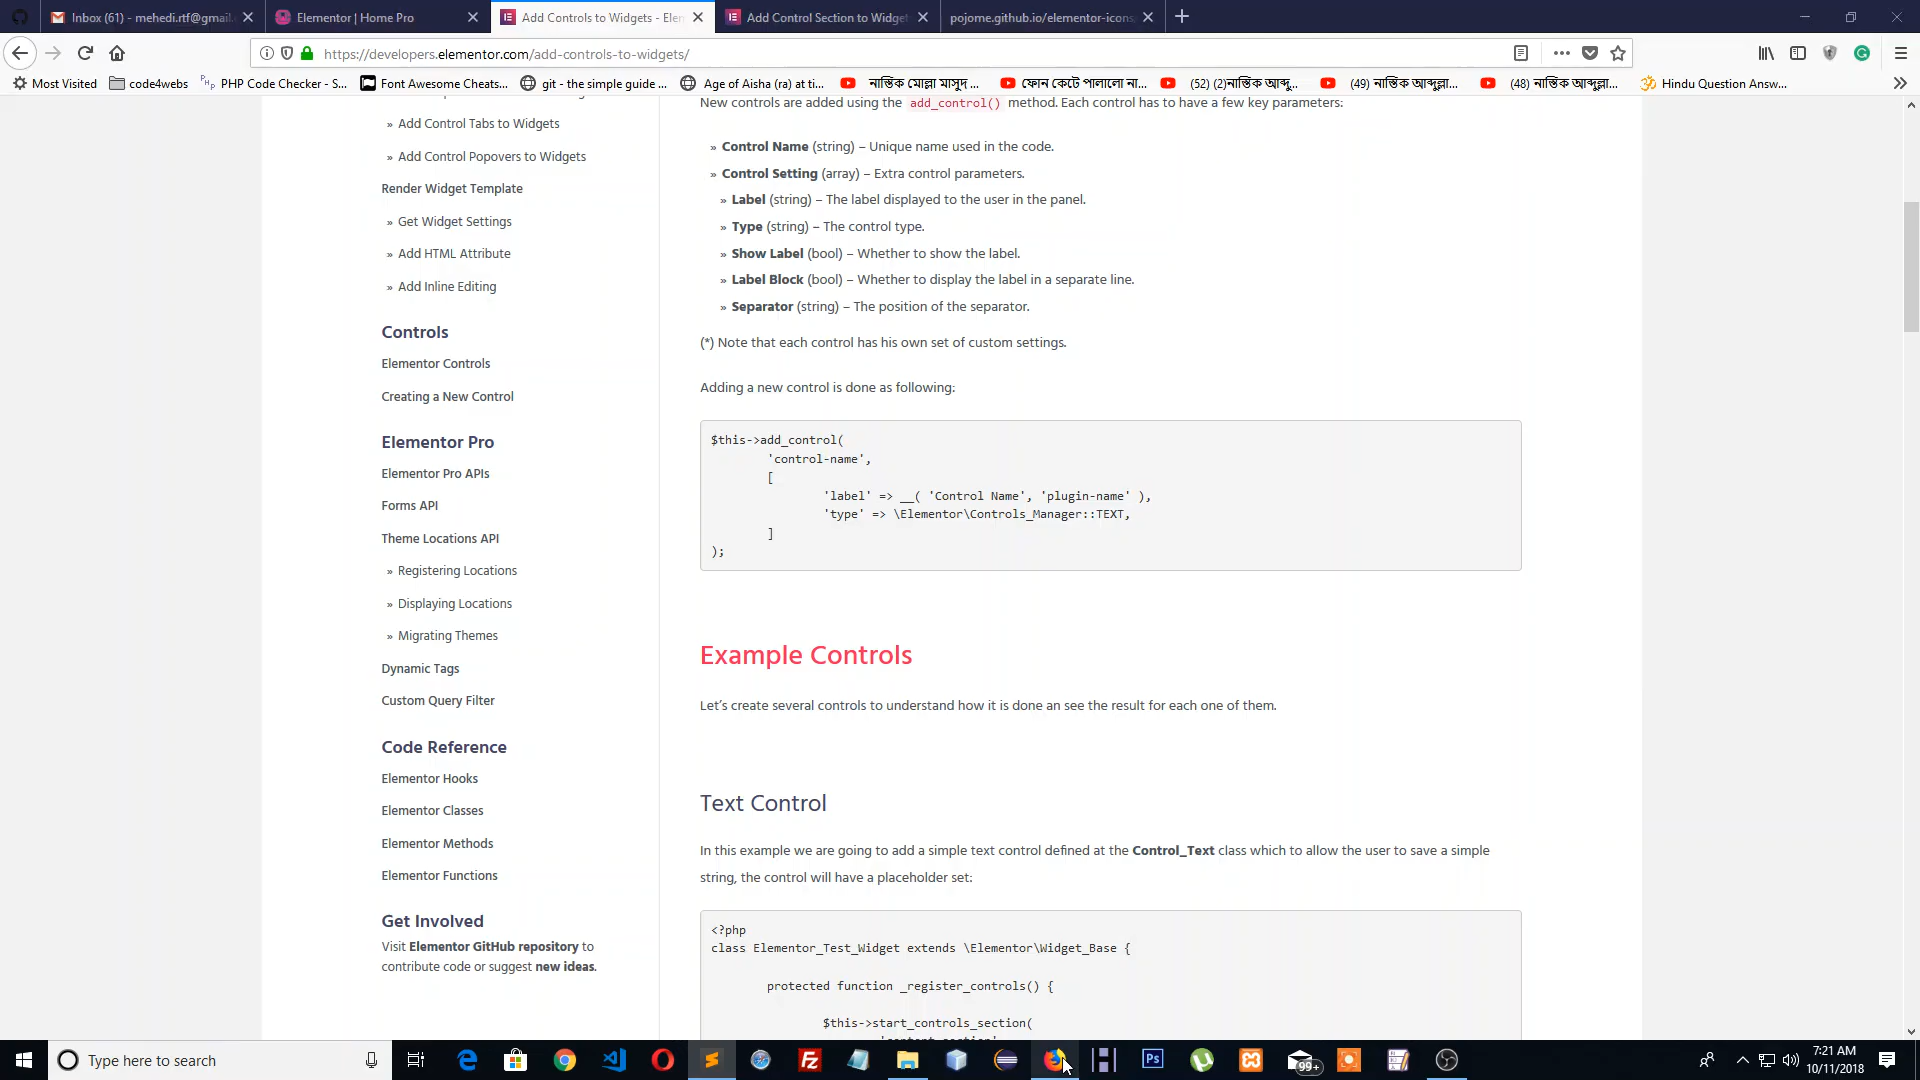 Inbox (61) - mehedi.rtf@gmail.
Elementor | Home Pro
Add Controls to Widgets - Elem
Add Control Section to Widget
pojome.github.io/elementor-icons
https://developers.elementor.com/add-controls-to-widgets/
Most Visited
code4webs
PHP Code Checker - S...
Font Awesome Cheats...
git - the simple guide ...
Age of Aisha (ra) at ti...
নাস্তিক মোল্লা মাসুদ ...
ফোন কেটে পালালো না...
(52) (2)নাস্তিক আব্দু...
(49) নাস্তিক আব্দুল্লা...
(48) নাস্তিক আব্দুল্লা...
Hindu Question Answ...
» Add Control Tabs to Widgets
» Add Control Popovers to Widgets
Render Widget Template
» Get Widget Settings
» Add HTML Attribute
» Add Inline Editing
Controls
Elementor Controls
Creating a New Control
Elementor Pro
Elementor Pro APIs
Forms API
Theme Locations API
» Registering Locations
» Displaying Locations
» Migrating Themes
Dynamic Tags
Custom Query Filter
Code Reference
Elementor Hooks
Elementor Classes
Elementor Methods
Elementor Functions
Get Involved
Visit Elementor GitHub repository to
contribute code or suggest new ideas.
New controls are added using the add_control() method. Each control has to have a few key parameters:
» Control Name (string) – Unique name used in the code.
» Control Setting (array) – Extra control parameters.
» Label (string) – The label displayed to the user in the panel.
» Type (string) – The control type.
» Show Label (bool) – Whether to show the label.
» Label Block (bool) – Whether to display the label in a separate line.
» Separator (string) – The position of the separator.
(*) Note that each control has his own set of custom settings.
Adding a new control is done as following:
$this->add_control(
'control-name',
[
'label' => __( 'Control Name', 'plugin-name' ),
'type' => \Elementor\Controls_Manager::TEXT,
]
);
Example Controls
Let's create several controls to understand how it is done an see the result for each one of them.
Text Control
In this example we are going to add a simple text control defined at the Control_Text class which to allow the user to save a simple
string, the control will have a placeholder set:
<?php
class Elementor_Test_Widget extends \Elementor\Widget_Base {
protected function _register_controls() {
$this->start_controls_section(
Type here to search
Ps
99+
7:21 AM
10/11/2018